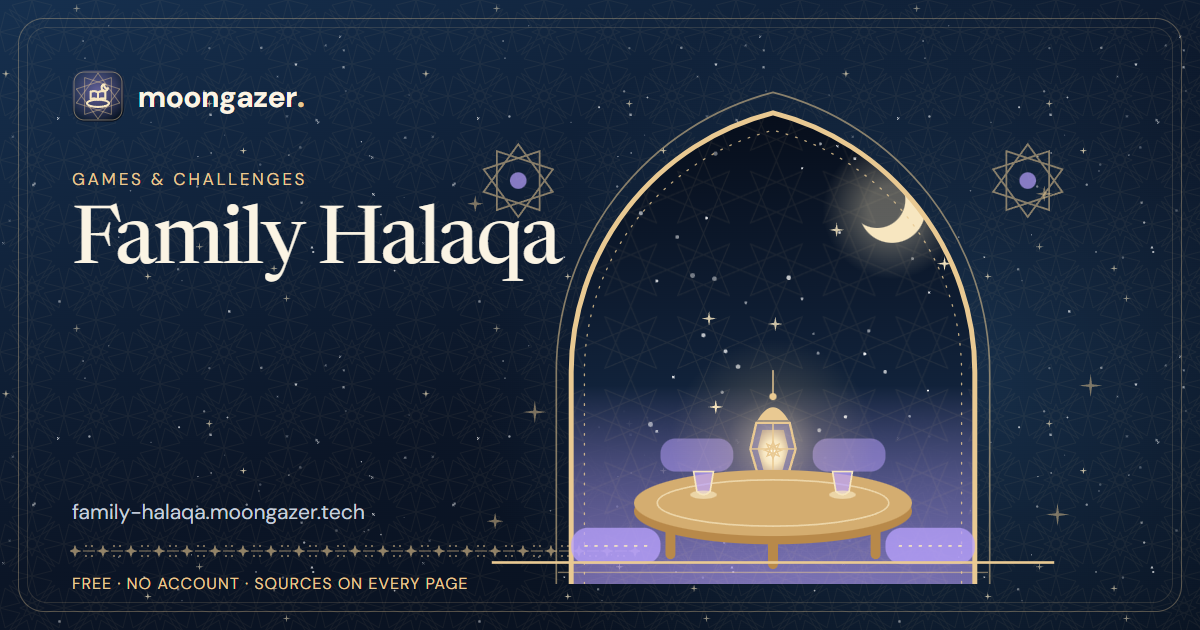 moongazer.
GAMES & CHALLENGES
Family Halaqa
family-halaqa.moongazer.tech
FREE · NO ACCOUNT · SOURCES ON EVERY PAGE